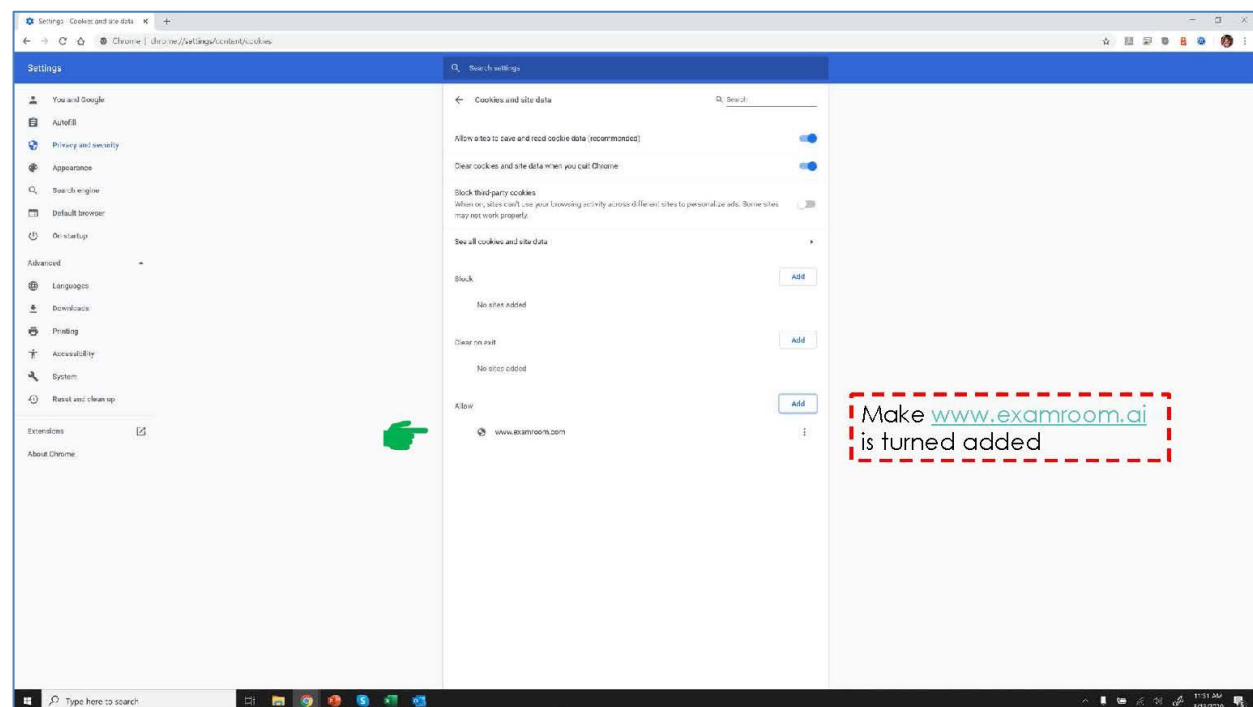 Settings - Cookies and site data
Chrome | chrome://settings/content/cookies
Settings
Search settings
You and Google
Autofill
Privacy and security
Appearance
Search engine
Default browser
On startup
Advanced
Languages
Downloads
Printing
Accessibility
System
Reset and clean up
Extensions
About Chrome
Cookies and site data
Search
Allow sites to save and read cookie data (recommended)
Clear cookies and site data when you quit Chrome
Block third-party cookies
When on, sites can't use your browsing activity across different sites to personalize ads. Some sites
may not work properly.
See all cookies and site data
Block
Add
No sites added
Clear on exit
Add
No sites added
Allow
Add
www.examroom.com
Make www.examroom.ai
is turned added
Type here to search
11:51 AM